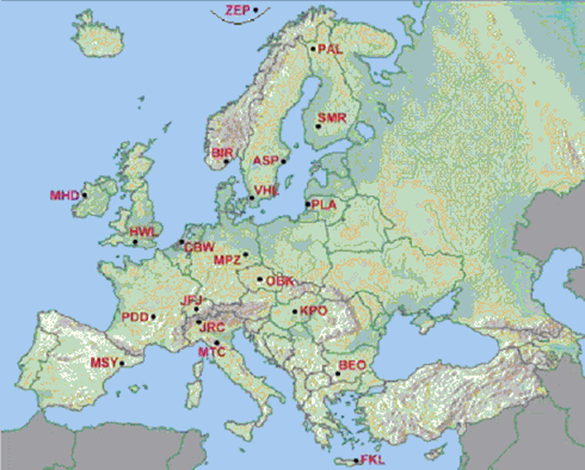 ZEP
PAL
SMR
BIR
ASP
MHD
VHL
PLA
HWL
CBW
MPZ
OBK
JFJ
PDD
KPO
JRC
MTC
MSY
BEO
FKL